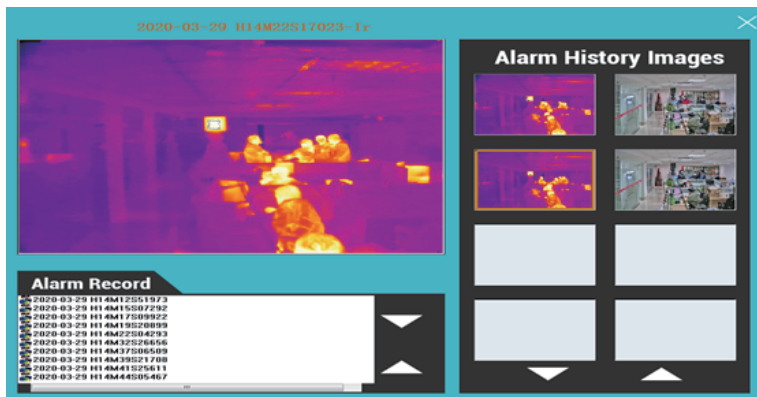 2020-03-29 H14M22S17023-Ir
Alarm History Images
Alarm Record
2020-03-29 H14M12S51973
2020-03-29 H14M15S07292
2020-03-29 H14M17S09922
2020-03-29 H14M19S20899
2020-03-29 H14M22S04293
2020-03-29 H14M32S26656
2020-03-29 H14M37S06509
2020-03-29 H14M39S21708
2020-03-29 H14M41S25611
2020-03-29 H14M44S05467